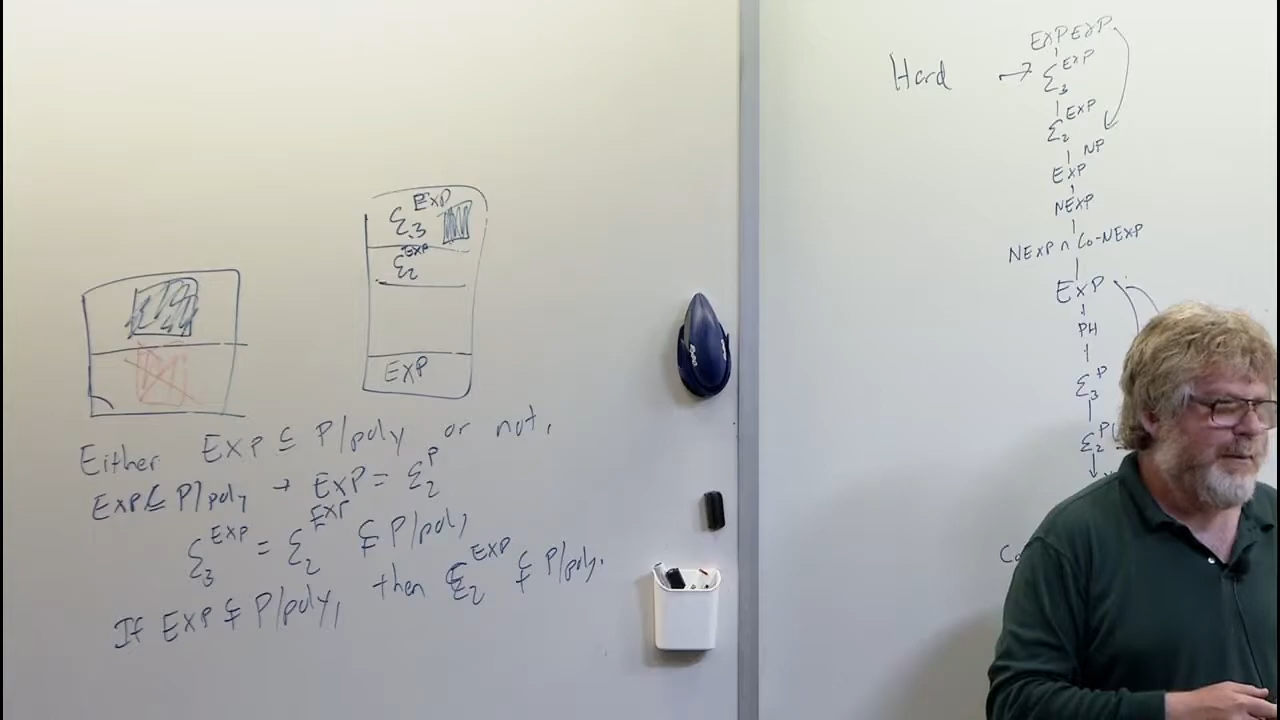 Σ₃^EXP
Σ₂^EXP
EXP
Either EXP ⊆ P/poly or not,
EXP ⊆ P/poly → EXP = Σ₂^P
Σ₃^EXP = Σ₂^EXP ⊈ P/poly
If EXP ⊈ P/poly, then Σ₂^EXP ⊈ P/poly.
Hard →
EXPEXP
Σ₃^EXP
Σ₂^EXP
EXP^NP
NEXP
NEXP ∩ Co-NEXP
EXP
PH
Σ₃^P
Σ₂^P